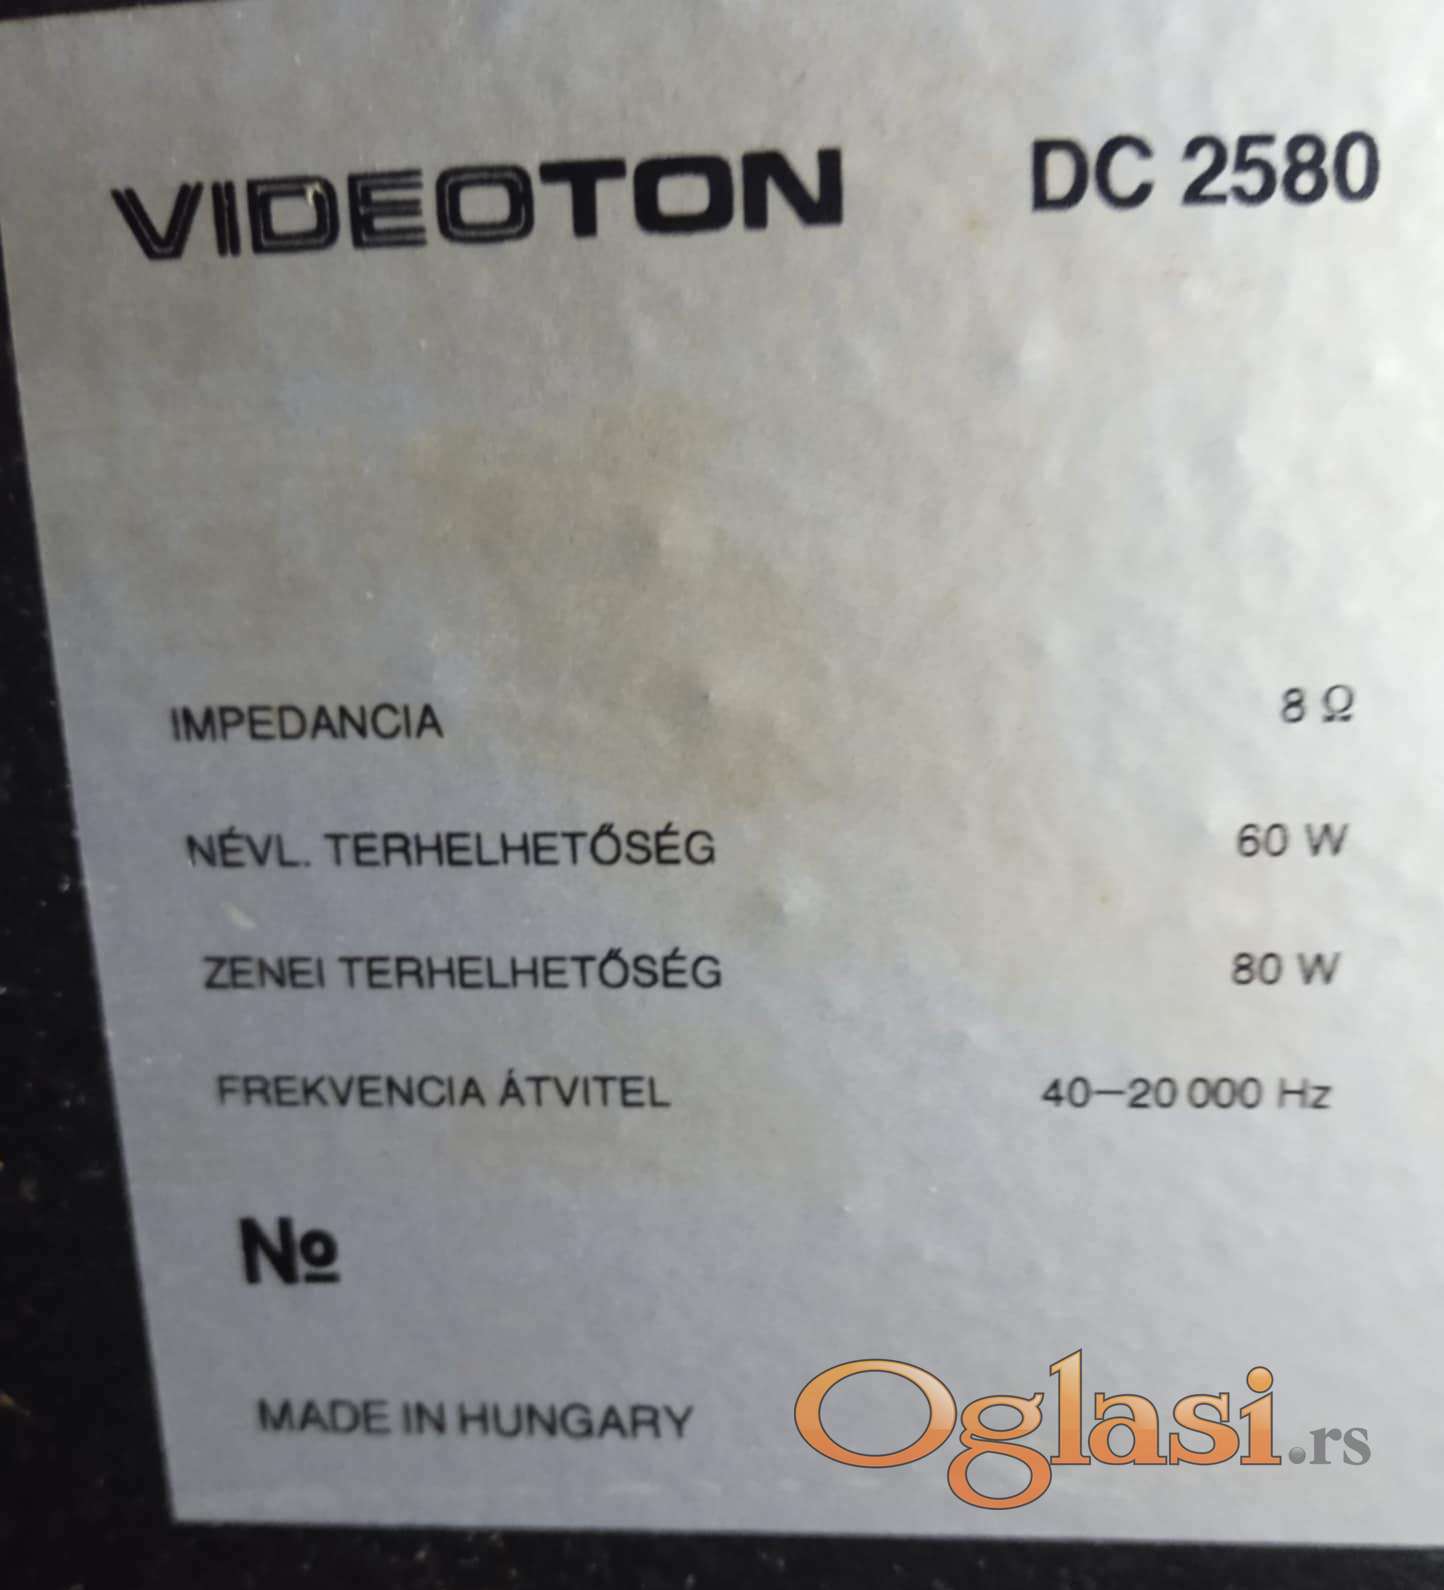 VIDEOTON DC 2580
IMPEDANCIA 8 Ω
NÉVL. TERHELHETŐSÉG 60 W
ZENEI TERHELHETŐSÉG 80 W
FREKVENCIA ÁTVITEL 40–20 000 Hz
№
MADE IN HUNGARY
Oglasi.rs